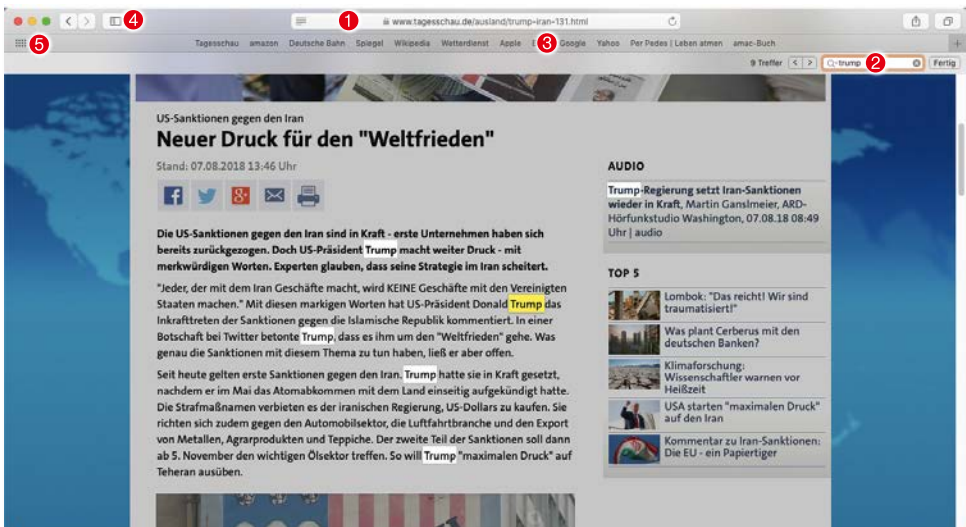 1
www.tagesschau.de/ausland/trump-iran-131.html
4
5
Tagesschau amazon Deutsche Bahn Spiegel Wikipedia Wetterdienst Apple 3 Google Yahoo Per Pedes | Leben atmen amac-Buch
9 Treffer < > trump 2 Fertig
US-Sanktionen gegen den Iran
Neuer Druck für den "Weltfrieden"
Stand: 07.08.2018 13:46 Uhr
Die US-Sanktionen gegen den Iran sind in Kraft - erste Unternehmen haben sich
bereits zurückgezogen. Doch US-Präsident Trump macht weiter Druck - mit
merkwürdigen Worten. Experten glauben, dass seine Strategie im Iran scheitert.
"Jeder, der mit dem Iran Geschäfte macht, wird KEINE Geschäfte mit den Vereinigten
Staaten machen." Mit diesen markigen Worten hat US-Präsident Donald Trump das
Inkrafttreten der Sanktionen gegen die Islamische Republik kommentiert. In einer
Botschaft bei Twitter betonte Trump, dass es ihm um den "Weltfrieden" gehe. Was
genau die Sanktionen mit diesem Thema zu tun haben, ließ er aber offen.
Seit heute gelten erste Sanktionen gegen den Iran. Trump hatte sie in Kraft gesetzt,
nachdem er im Mai das Atomabkommen mit dem Land einseitig aufgekündigt hatte.
Die Strafmaßnamen verbieten es der iranischen Regierung, US-Dollars zu kaufen. Sie
richten sich zudem gegen den Automobilsektor, die Luftfahrtbranche und den Export
von Metallen, Agrarprodukten und Teppiche. Der zweite Teil der Sanktionen soll dann
ab 5. November den wichtigen Ölsektor treffen. So will Trump "maximalen Druck" auf
Teheran ausüben.
AUDIO
Trump-Regierung setzt Iran-Sanktionen
wieder in Kraft, Martin Ganslmeier, ARD-
Hörfunkstudio Washington, 07.08.18 08:49
Uhr | audio
TOP 5
Lombok: "Das reicht! Wir sind
traumatisiert!"
Was plant Cerberus mit den
deutschen Banken?
Klimaforschung:
Wissenschaftler warnen vor
Heißzeit
USA starten "maximalen Druck"
auf den Iran
Kommentar zu Iran-Sanktionen:
Die EU - ein Papiertiger